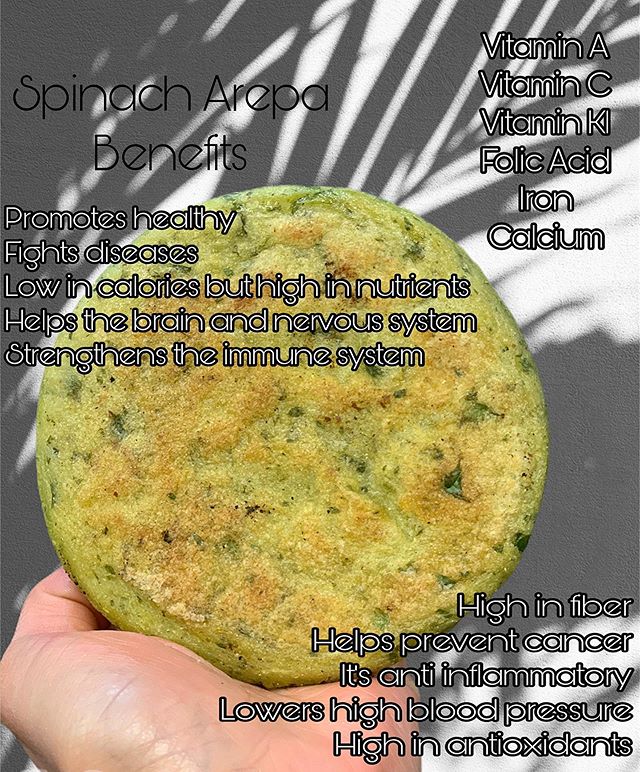 Spinach Arepa
Benefits
Vitamin A
Vitamin C
Vitamin K1
Folic Acid
Iron
Calcium
Promotes healthy
Fights diseases
Low in calories but high in nutrients
Helps the brain and nervous system
Strengthens the immune system
High in fiber
Helps prevent cancer
It's anti inflammatory
Lowers high blood pressure
High in antioxidants